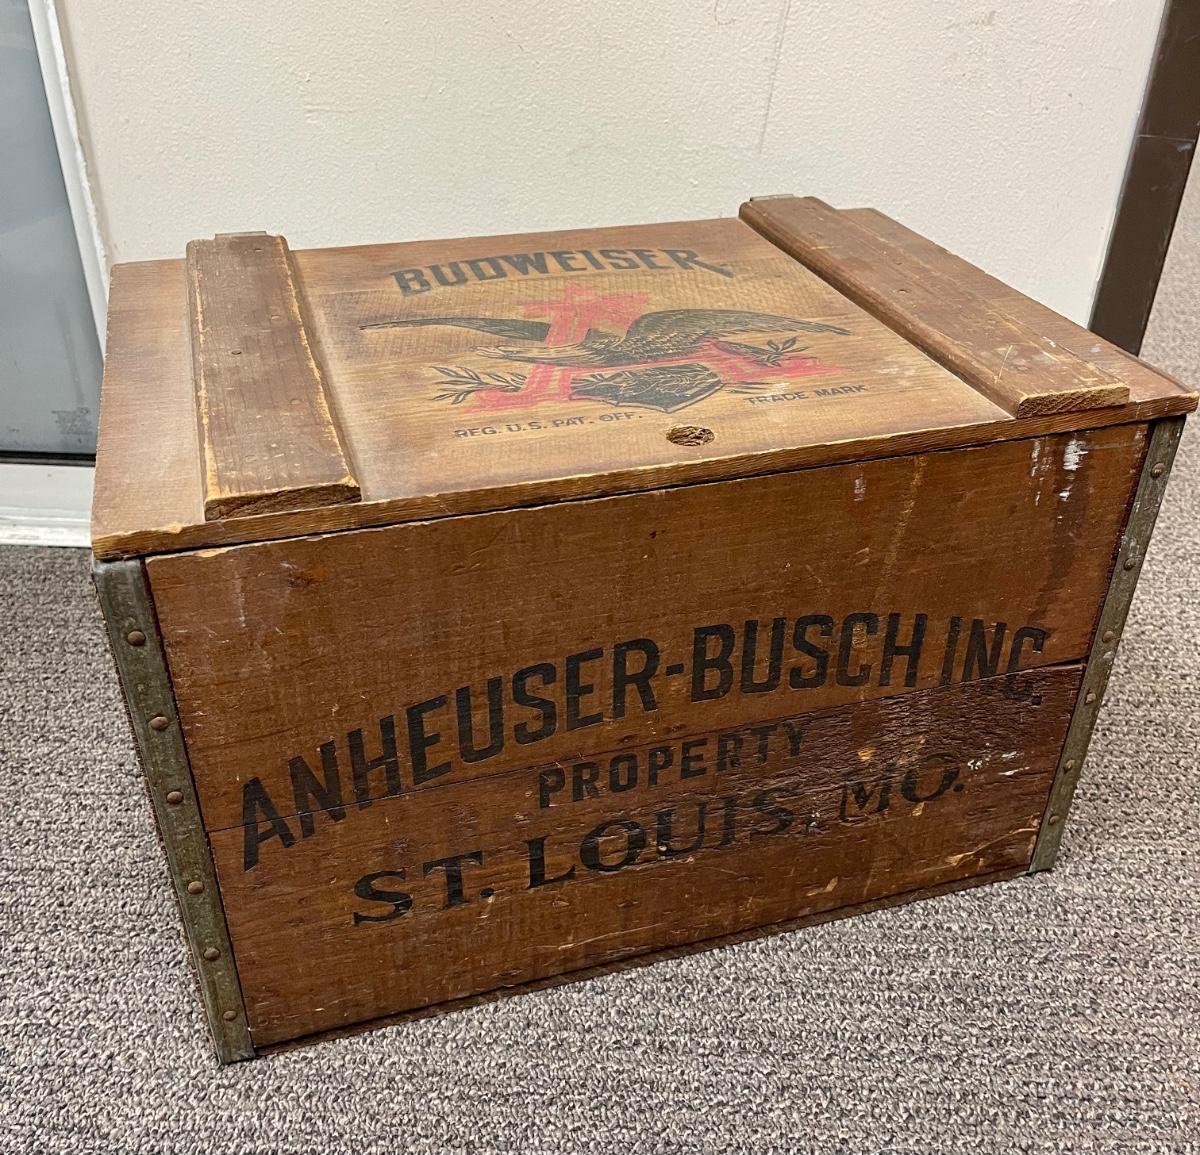 BUDWEISER
REG. U.S. PAT. OFF. TRADE MARK
ANHEUSER-BUSCH INC.
PROPERTY
ST. LOUIS, MO.